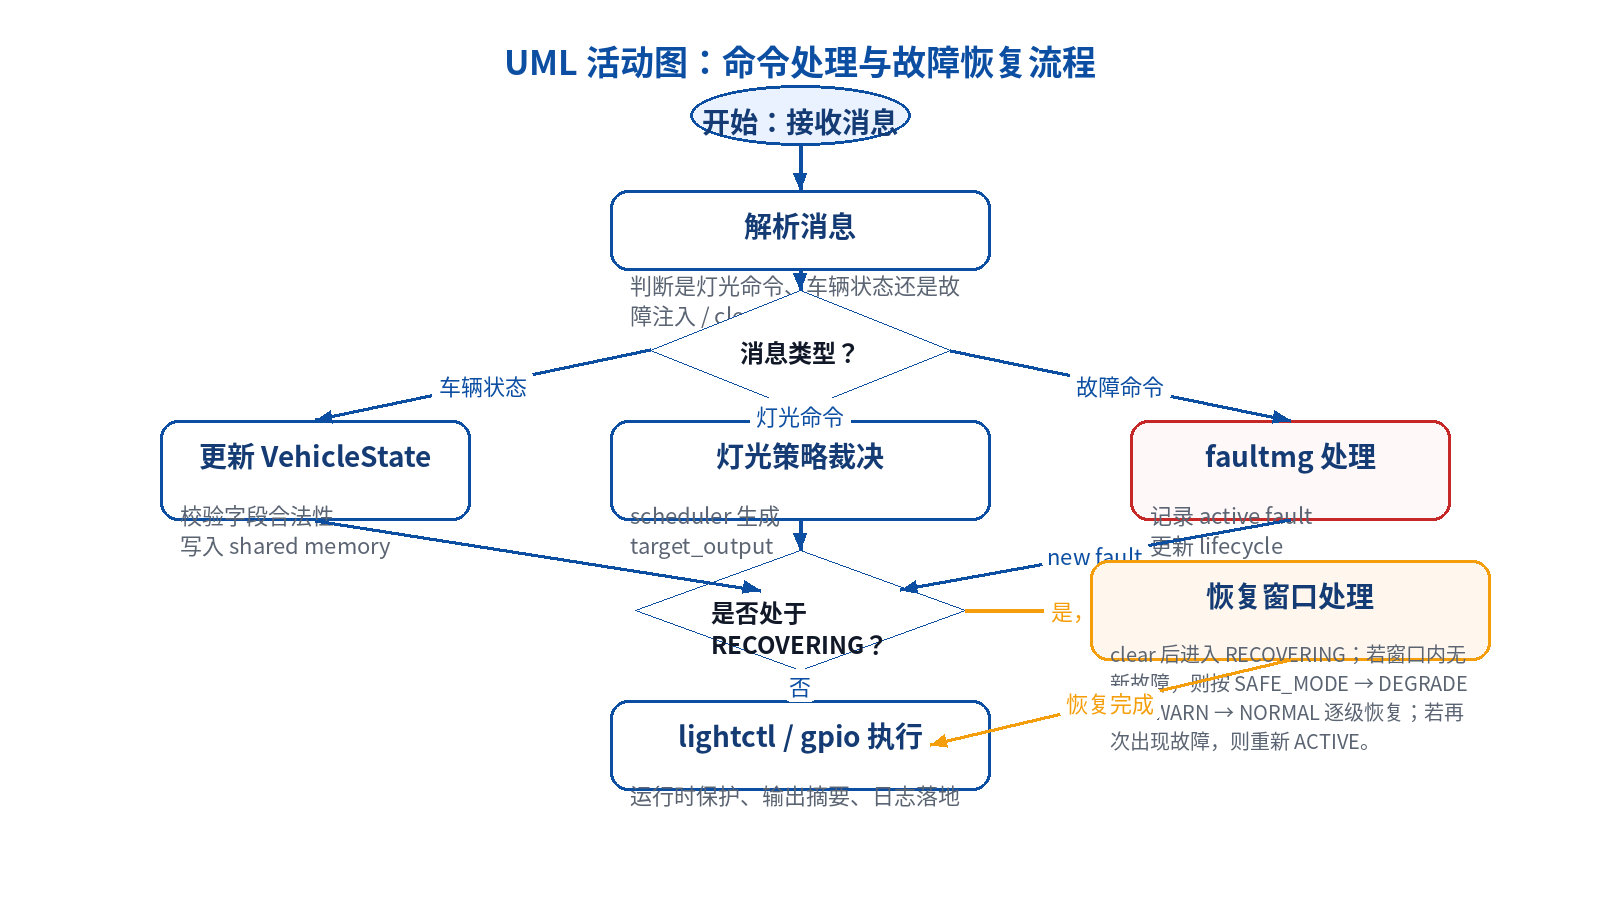 UML 活动图：命令处理与故障恢复流程
开始：接收消息
解析消息
判断是灯光命令、车辆状态还是故
障注入 /
消息类型？
车辆状态
灯光命令
故障命令
更新 VehicleState
校验字段合法性
写入 shared memory
灯光策略裁决
scheduler 生成
target_output
faultmg 处理
记录 active fault
更新 lifecycle
new fault
是否处于
RECOVERING？
是，
否
恢复窗口处理
clear 后进入 RECOVERING；若窗口内无
新故障，则按 SAFE_MODE → DEGRADE
WARN → NORMAL 逐级恢复；若再
次出现故障，则重新 ACTIVE。
恢复完成
lightctl / gpio 执行
运行时保护、输出摘要、日志落地